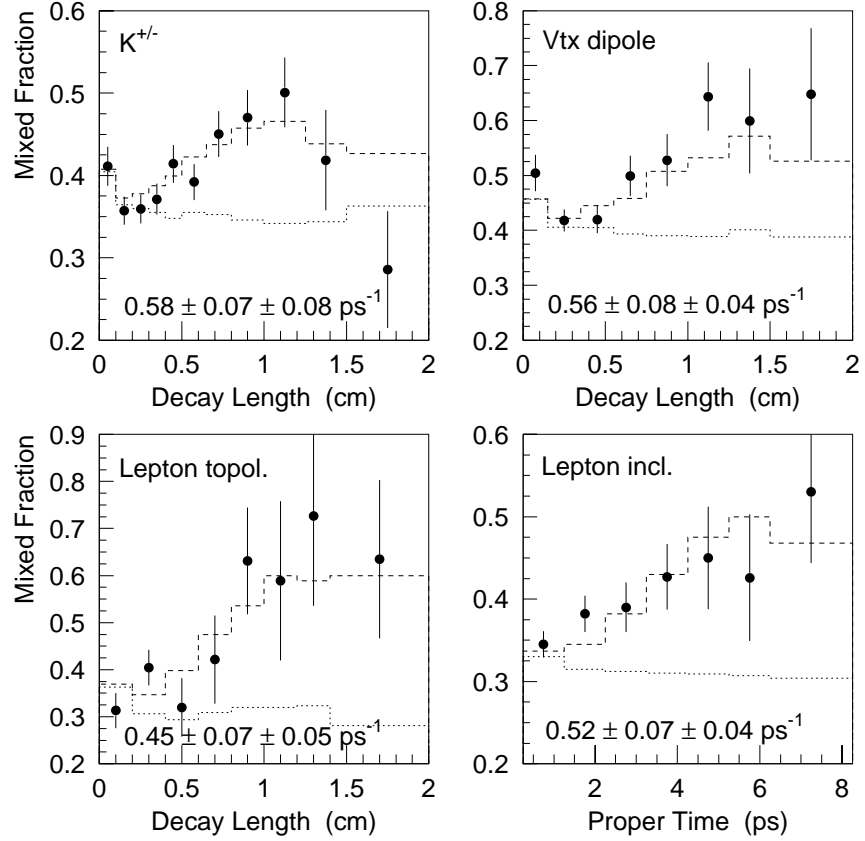 Mixed Fraction
0.6
0.5
0.4
0.3
0.2
K+/-
0.58 ± 0.07 ± 0.08 ps-1
0 0.5 1 1.5 2
Decay Length (cm)
0.8
0.7
0.6
0.5
0.4
0.3
0.2
Vtx dipole
0.56 ± 0.08 ± 0.04 ps-1
0 0.5 1 1.5 2
Decay Length (cm)
Mixed Fraction
0.9
0.8
0.7
0.6
0.5
0.4
0.3
0.2
Lepton topol.
0.45 ± 0.07 ± 0.05 ps-1
0 0.5 1 1.5 2
Decay Length (cm)
0.6
0.5
0.4
0.3
0.2
Lepton incl.
0.52 ± 0.07 ± 0.04 ps-1
2 4 6 8
Proper Time (ps)